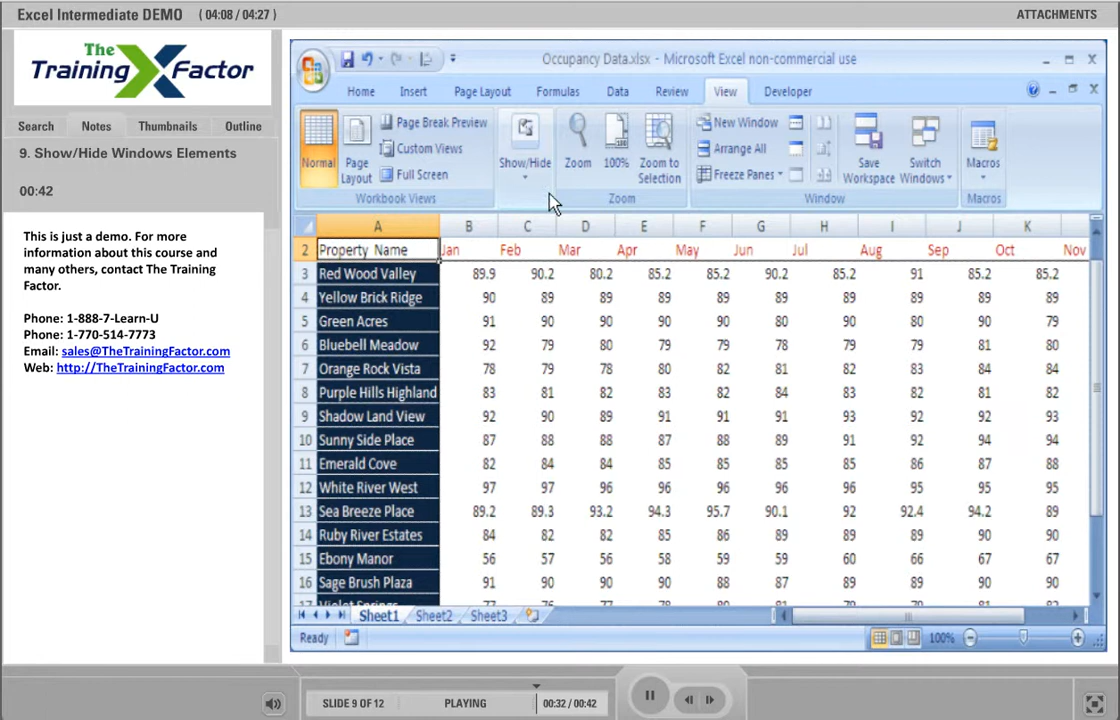 Excel Intermediate DEMO ( 04:08 / 04:27 )
ATTACHMENTS
The
Training X Factor
Search Notes Thumbnails Outline
9. Show/Hide Windows Elements
00:42
This is just a demo. For more
information about this course and
many others, contact The Training
Factor.
Phone: 1-888-7-Learn-U
Phone: 1-770-514-7773
Email: sales@TheTrainingFactor.com
Web: http://TheTrainingFactor.com
Occupancy Data.xlsx - Microsoft Excel non-commercial use
Home Insert Page Layout Formulas Data Review View Developer
Normal
Page
Layout
Page Break Preview
Custom Views
Full Screen
Workbook Views
Show/Hide
Zoom
100%
Zoom to
Selection
Zoom
New Window
Arrange All
Freeze Panes
Save
Workspace
Switch
Windows
Window
Macros
Macros
A B C D E F G H I J K
2 Property Name Jan Feb Mar Apr May Jun Jul Aug Sep Oct Nov
3 Red Wood Valley 89.9 90.2 80.2 85.2 85.2 90.2 85.2 91 85.2 85.2
4 Yellow Brick Ridge 90 89 89 89 89 89 89 89 89 89
5 Green Acres 91 90 90 90 90 80 90 80 90 79
6 Bluebell Meadow 92 79 80 79 79 78 79 79 81 80
7 Orange Rock Vista 78 79 78 80 82 81 82 83 84 84
8 Purple Hills Highland 83 81 82 83 82 84 83 82 81 82
9 Shadow Land View 92 90 89 91 91 91 93 92 92 93
10 Sunny Side Place 87 88 88 87 88 89 91 92 94 94
11 Emerald Cove 82 84 84 85 85 85 85 86 87 88
12 White River West 97 97 96 96 96 96 96 95 95 95
13 Sea Breeze Place 89.2 89.3 93.2 94.3 95.7 90.1 92 92.4 94.2 89
14 Ruby River Estates 84 82 82 85 86 89 89 89 90 90
15 Ebony Manor 56 57 56 58 59 59 60 66 67 67
16 Sage Brush Plaza 91 90 90 90 88 87 89 89 90 90
Sheet1 Sheet2 Sheet3
Ready 100%
SLIDE 9 OF 12 PLAYING 00:32 / 00:42